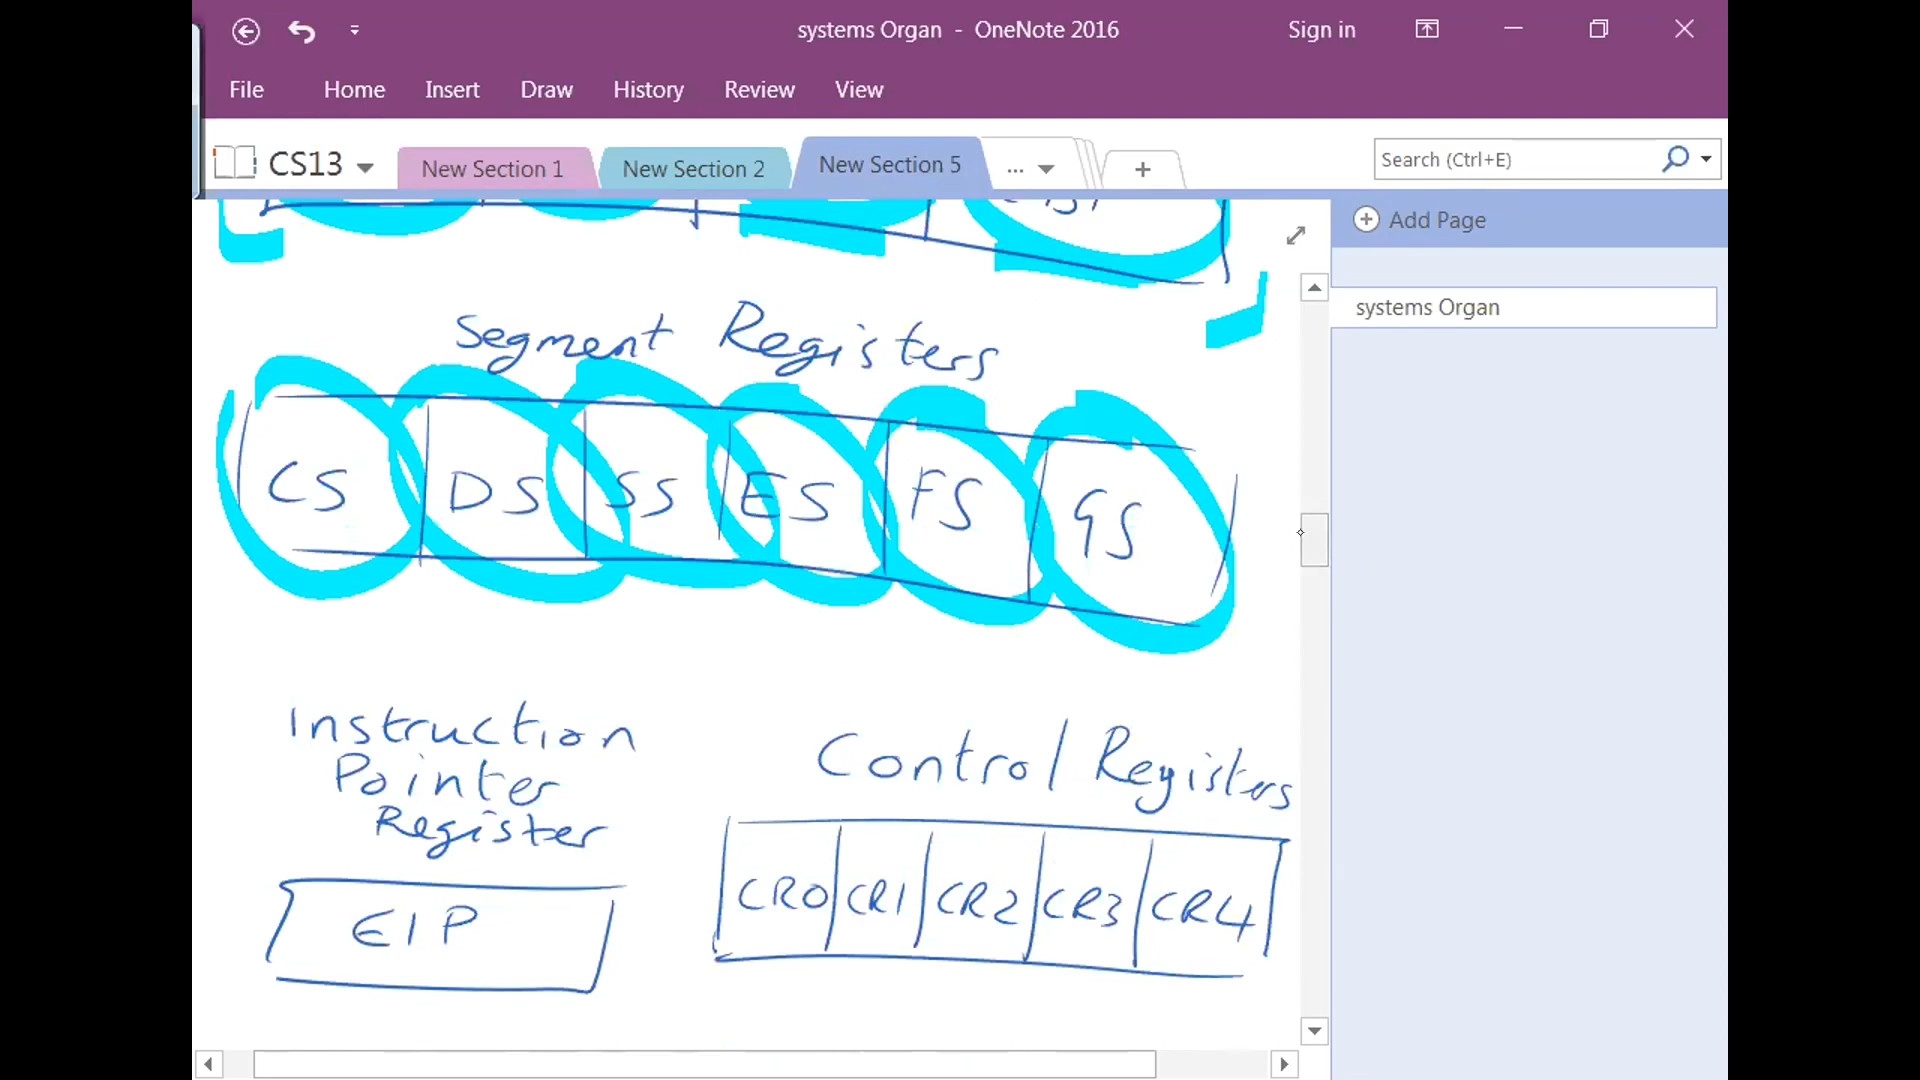 systems Organ - OneNote 2016
Sign in
File Home Insert Draw History Review View
CS13
New Section 1
New Section 2
New Section 5
...
Search (Ctrl+E)
Add Page
systems Organ
Segment Registers
CS DS SS ES FS GS
Instruction
Pointer
Register
EIP
Control Registers
CR0 CR1 CR2 CR3 CR4